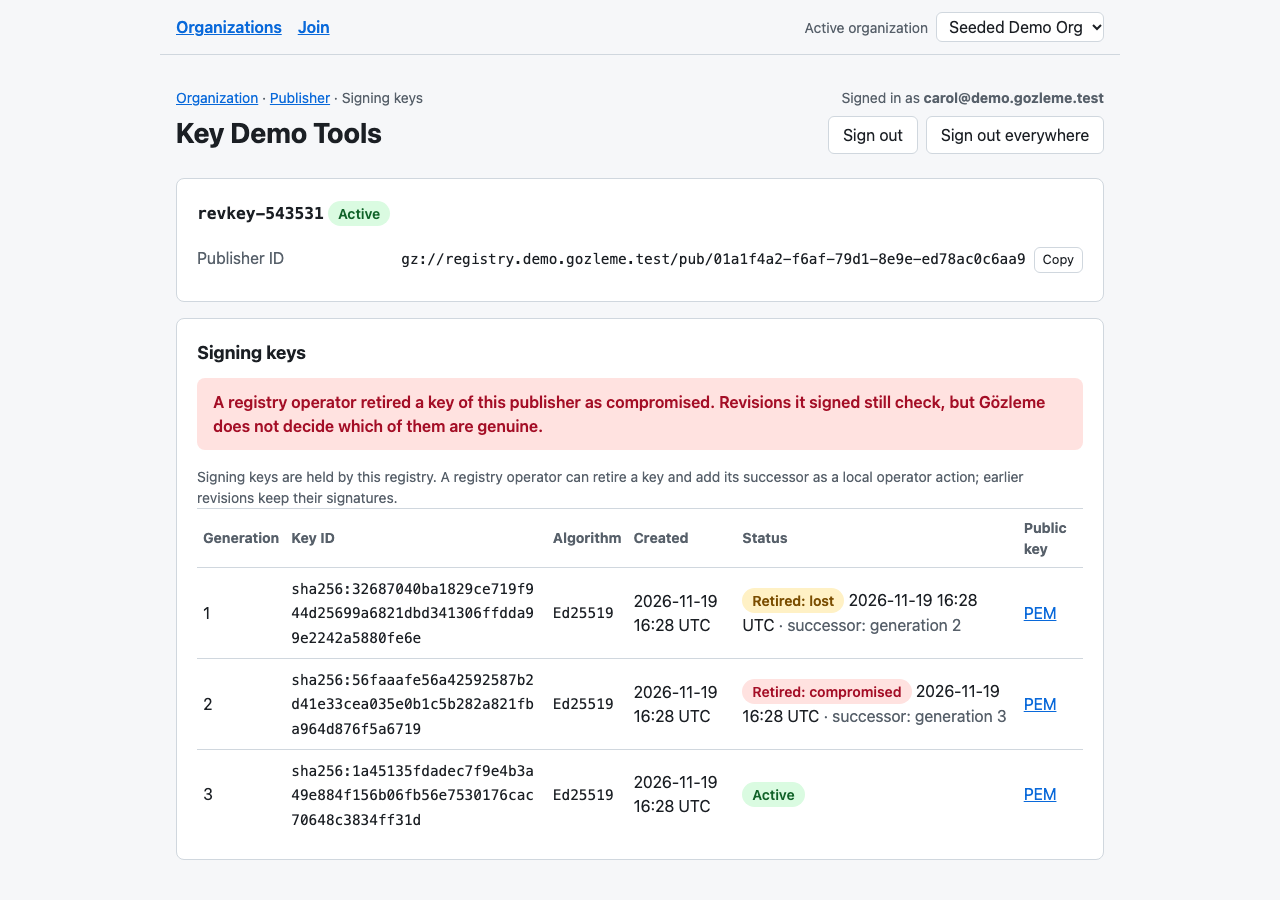 Organizations Join Active organization Seeded Demo Org
Organization · Publisher · Signing keys Signed in as carol@demo.gozleme.test
Key Demo Tools Sign out Sign out everywhere
revkey-543531 Active
Publisher ID gz://registry.demo.gozleme.test/pub/01a1f4a2-f6af-79d1-8e9e-ed78ac0c6aa9 Copy
Signing keys
A registry operator retired a key of this publisher as compromised. Revisions it signed still check, but Gözleme
does not decide which of them are genuine.
Signing keys are held by this registry. A registry operator can retire a key and add its successor as a local operator action; earlier
revisions keep their signatures.
Generation Key ID Algorithm Created Status Public
key
1
sha256:32687040ba1829ce719f9
44d25699a6821dbd341306ffdda9
9e2242a5880fe6e
Ed25519
2026-11-19
16:28 UTC
Retired: lost 2026-11-19 16:28
UTC · successor: generation 2
PEM
2
sha256:56faaafe56a42592587b2
d41e33cea035e0b1c5b282a821fb
a964d876f5a6719
Ed25519
2026-11-19
16:28 UTC
Retired: compromised 2026-11-19
16:28 UTC · successor: generation 3
PEM
3
sha256:1a45135fdadec7f9e4b3a
49e884f156b06fb56e7530176cac
70648c3834ff31d
Ed25519
2026-11-19
16:28 UTC
Active
PEM